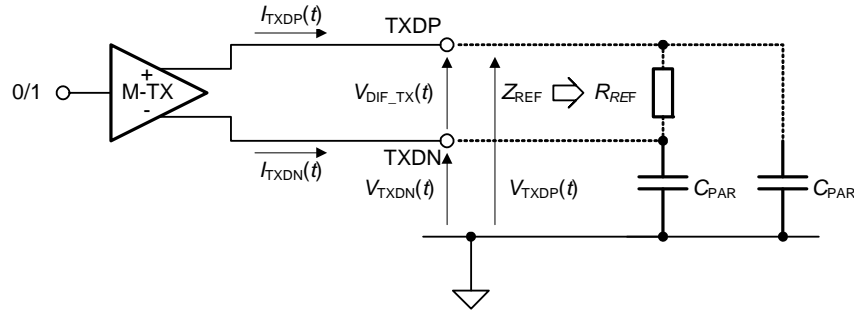 I_TXDP(t) TXDP
0/1 + M-TX - V_DIF_TX(t) Z_REF R_REF
I_TXDN(t) TXDN
V_TXDN(t) V_TXDP(t) C_PAR C_PAR